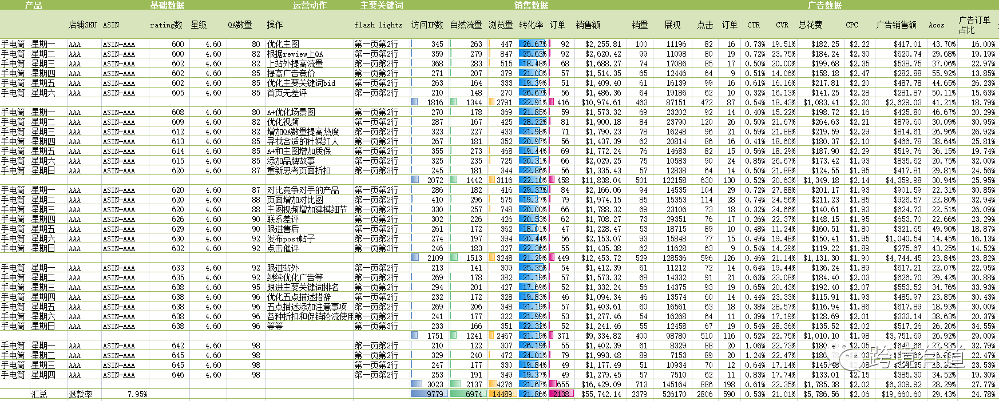 产品 基础数据 运营动作 主要关键词 销售数据 广告数据
店铺SKU ASIN rating数 星级 QA数量 操作 flash lights 访问IP数 自然流量 浏览量 转化率 订单 销售额 销量 展现 点击 订单 CTR CVR 总花费 CPC 广告销售额 Acos 广告订单占比
手电筒 星期一 AAA ASIN-AAA 600 4.60 80 优化主图 第一页第2行 345 263 447 26.67% 92 $2,255.81 100 11196 82 16 0.73% 19.51% $182.25 $2.22 $417.01 43.70% 16.00%
手电筒 星期二 AAA ASIN-AAA 600 4.60 82 根据review上QA 第一页第2行 359 279 847 25.63% 92 $2,620.42 99 11098 80 19 0.72% 23.75% $184.24 $2.30 $620.74 29.68% 19.19%
手电筒 星期三 AAA ASIN-AAA 602 4.60 82 上站外提高流量 第一页第2行 368 283 515 18.48% 68 $1,688.27 74 17086 85 17 0.50% 20.00% $199.68 $2.35 $538.75 37.06% 22.97%
手电筒 星期四 AAA ASIN-AAA 602 4.60 85 提高广告竞价 第一页第2行 271 207 379 21.03% 57 $1,514.35 65 12446 64 9 0.51% 14.06% $158.18 $2.47 $282.88 55.92% 13.85%
手电筒 星期五 AAA ASIN-AAA 602 4.60 85 优化主要关键词bid 第一页第2行 263 164 333 19.39% 51 $1,409.40 61 16139 99 16 0.61% 16.16% $217.81 $2.20 $487.78 44.65% 26.23%
手电筒 星期六 AAA ASIN-AAA 605 4.60 85 首页无差评 第一页第2行 210 148 270 26.67% 56 $1,486.36 64 19186 62 10 0.32% 16.13% $141.25 $2.28 $281.87 50.11% 15.63%
1816 1344 2791 22.91% 416 $10,974.61 463 87151 472 87 0.54% 18.43% $1,083.41 $2.30 $2,629.03 41.21% 18.79%
手电筒 星期一 AAA ASIN-AAA 608 4.60 80 A+优化场景图 第一页第2行 270 178 369 21.85% 59 $1,573.32 69 23202 92 14 0.40% 15.22% $198.72 $2.16 $425.80 46.67% 20.29%
手电筒 星期二 AAA ASIN-AAA 609 4.60 82 优化视频 第一页第2行 287 167 425 28.22% 81 $1,900.18 84 23790 120 26 0.50% 21.67% $264.63 $2.21 $879.60 30.09% 30.95%
手电筒 星期三 AAA ASIN-AAA 612 4.60 82 增加QA数量提高热度 第一页第2行 323 227 433 21.98% 71 $1,790.23 78 16248 96 21 0.59% 21.88% $219.59 $2.29 $814.61 26.96% 26.92%
手电筒 星期四 AAA ASIN-AAA 613 4.60 85 寻找合适的社媒红人 第一页第2行 267 181 352 20.97% 56 $1,437.39 62 20814 86 16 0.41% 18.60% $180.37 $2.10 $466.78 38.64% 25.81%
手电筒 星期五 AAA ASIN-AAA 614 4.60 85 A+和主图增加质保 第一页第2行 355 273 468 19.44% 69 $1,772.24 76 14683 82 15 0.56% 18.29% $187.90 $2.29 $519.76 36.15% 19.74%
手电筒 星期六 AAA ASIN-AAA 615 4.60 85 添加品牌故事 第一页第2行 325 235 725 20.31% 66 $2,029.25 75 10583 90 24 0.85% 26.67% $173.42 $1.93 $835.62 20.75% 32.00%
手电筒 星期日 AAA ASIN-AAA 620 4.60 87 重新思考页面折扣 第一页第3行 245 181 344 22.86% 56 $1,335.43 57 12838 64 14 0.50% 21.88% $124.55 $1.95 $417.81 29.81% 24.56%
2072 1442 3116 22.10% 458 $11,838.04 501 122158 630 130 0.52% 20.63% $1,349.18 $2.14 $4,359.98 30.94% 25.95%
手电筒 星期一 AAA ASIN-AAA 620 4.60 87 对比竞争对手的产品 第一页第2行 286 182 416 29.37% 84 $2,166.06 94 14535 104 29 0.72% 27.88% $201.17 $1.93 $901.59 22.31% 30.85%
手电筒 星期二 AAA ASIN-AAA 620 4.60 88 页面增加对比图 第一页第2行 410 296 575 19.27% 79 $1,974.15 85 15353 114 28 0.74% 24.56% $211.23 $1.85 $926.57 22.80% 32.94%
手电筒 星期三 AAA ASIN-AAA 620 4.60 88 主图视频增加建模细节 第一页第2行 330 257 748 20.00% 66 $1,788.32 69 23106 73 18 0.32% 24.66% $140.61 $1.93 $624.73 22.51% 26.09%
手电筒 星期四 AAA ASIN-AAA 626 4.60 90 联系差评 第一页第2行 302 226 426 20.53% 62 $1,708.27 73 29351 76 17 0.26% 22.37% $148.15 $1.95 $653.70 22.66% 23.29%
手电筒 星期五 AAA ASIN-AAA 629 4.60 90 跟进售后 第一页第2行 261 172 362 18.01% 47 $1,228.47 53 18715 89 10 0.48% 11.24% $160.51 $1.80 $321.65 49.90% 18.87%
手电筒 星期六 AAA ASIN-AAA 630 4.60 92 发布post帖子 第一页第2行 274 197 394 20.44% 56 $2,153.07 93 15848 77 15 0.49% 19.48% $150.41 $1.95 $1,040.54 14.45% 16.13%
手电筒 星期日 AAA ASIN-AAA 632 4.60 92 点击催评 第一页第3行 246 183 327 22.36% 55 $1,435.38 62 11628 63 9 0.54% 14.29% $119.22 $1.89 $275.67 43.25% 14.52%
2109 1513 3248 21.29% 449 $12,453.72 529 128536 596 126 0.46% 21.14% $1,131.30 $1.90 $4,744.45 23.84% 23.82%
手电筒 星期一 AAA ASIN-AAA 633 4.60 92 跟进站外 第一页第2行 213 141 309 25.35% 54 $1,412.39 61 11212 72 14 0.64% 19.44% $136.24 $1.89 $617.21 22.07% 22.95%
手电筒 星期二 AAA ASIN-AAA 635 4.60 92 继续优化广告等 第一页第2行 269 178 382 21.19% 57 $1,573.32 68 14332 91 21 0.63% 23.08% $184.40 $2.03 $626.70 29.42% 30.88%
手电筒 星期三 AAA ASIN-AAA 638 4.60 95 跟进主要关键词排名 第一页第2行 294 201 427 17.69% 52 $1,332.24 56 14375 93 19 0.65% 20.43% $192.40 $2.07 $553.52 34.76% 33.93%
手电筒 星期四 AAA ASIN-AAA 638 4.60 96 优化五点描述措辞 第一页第2行 232 172 328 19.83% 46 $1,094.34 46 13574 60 14 0.44% 23.33% $115.91 $1.93 $485.97 23.85% 30.43%
手电筒 星期五 AAA ASIN-AAA 638 4.60 96 五点描述添加注意事项 第一页第2行 269 206 348 21.19% 57 $1,403.61 60 16561 63 18 0.38% 28.57% $116.94 $1.86 $617.89 18.93% 30.00%
手电筒 星期六 AAA ASIN-AAA 638 4.60 96 各种折扣和促销轮流使用 第一页第2行 241 177 322 21.99% 53 $1,277.46 54 16268 64 11 0.39% 17.19% $128.69 $2.01 $333.14 38.63% 20.37%
手电筒 星期日 AAA ASIN-AAA 638 4.60 96 等等 第一页第3行 233 166 351 22.32% 52 $1,241.46 55 12458 67 19 0.54% 28.36% $135.52 $2.02 $517.26 26.20% 34.55%
1751 1241 2467 21.19% 371 $9,334.82 400 98780 510 116 0.52% 22.75% $1,010.10 $1.98 $3,751.69 26.92% 29.00%
手电筒 星期一 AAA ASIN-AAA 642 4.60 98 第一页第2行 210 122 307 26.19% 55 $1,402.39 61 8329 88 20 1.06% 22.73% $2.05 27.83% 32.79%
手电筒 星期二 AAA ASIN-AAA 645 4.60 98 第一页第2行 329 240 472 24.01% 79 $1,993.48 89 7153 89 20 1.24% 22.47% 22.47%
手电筒 星期三 AAA ASIN-AAA 645 4.60 98 第一页第2行 247 177 330 19.84% 49 $1,177.49 51 10934 70 12 0.64% 17.14% 23.53%
手电筒 星期四 AAA ASIN-AAA 646 4.60 98 第一页第2行 253 191 349 19.37% 49 $1,279.45 57 7510 62 11 0.83% 17.74% $133.01 $2.15 $385.30 34.52% 19.30%
3023 2137 4276 21.67% 655 $16,429.09 713 145164 886 198 0.61% 22.35% $1,785.38 $2.02 $6,309.92 28.29% 27.77%
汇总 退款率 7.95% 9779 6974 14489 21.86% 2138 $55,742.14 2379 526170 2806 590 0.53% 21.01% $5,786.56 $2.06 $19,660.60 29.43% 24.78%
跨境有道